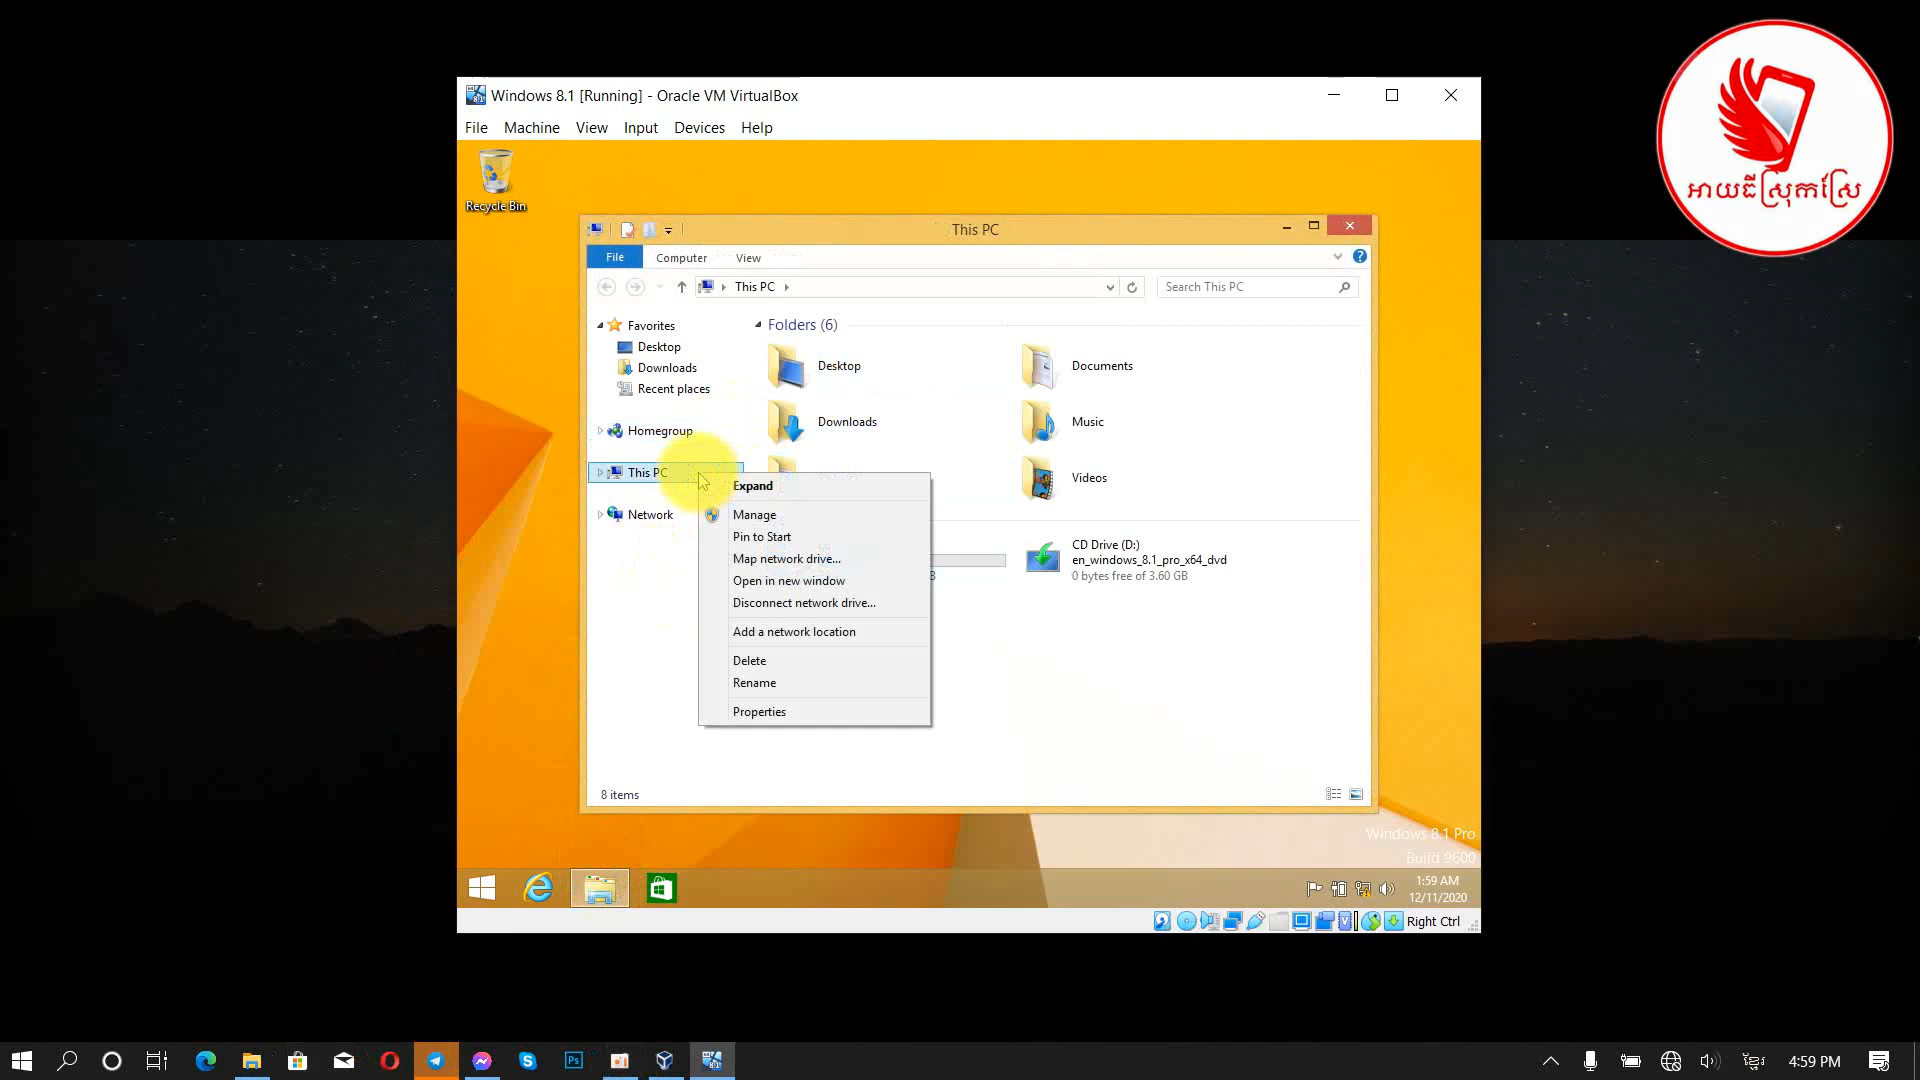 Windows 8.1 [Running] - Oracle VM VirtualBox
File Machine View Input Devices Help
Recycle Bin
This PC
File Computer View
This PC
Search This PC
Favorites
Desktop
Downloads
Recent places
Homegroup
This PC
Network
Folders (6)
Desktop
Documents
Downloads
Music
Videos
Expand
Manage
Pin to Start
Map network drive...
Open in new window
Disconnect network drive...
Add a network location
Delete
Rename
Properties
CD Drive (D:)
en_windows_8.1_pro_x64_dvd
0 bytes free of 3.60 GB
8 items
Windows 8.1 Pro
Build 9600
1:59 AM
12/11/2020
Right Ctrl
4:59 PM
អាយធីស្រុកស្រែ